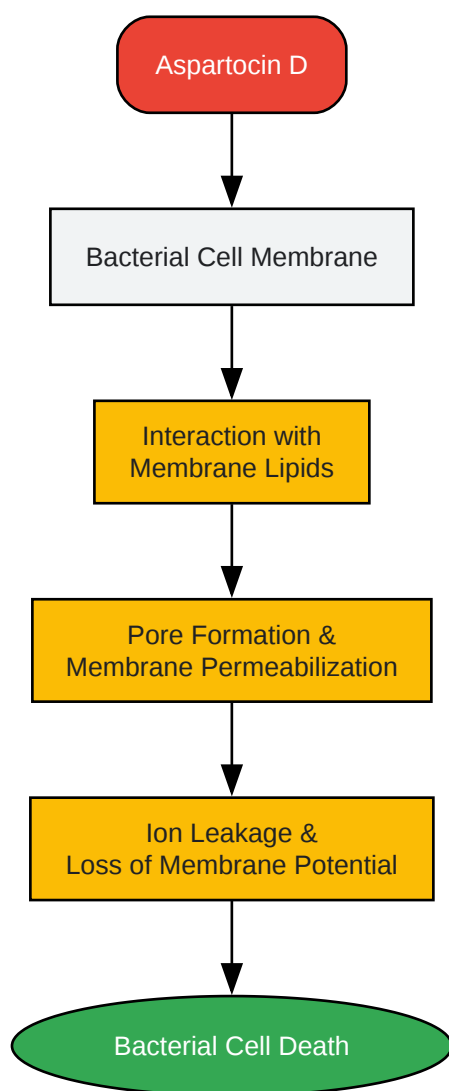 Aspartocin D
Bacterial Cell Membrane
Interaction with
Membrane Lipids
Pore Formation &
Membrane Permeabilization
Ion Leakage &
Loss of Membrane Potential
Bacterial Cell Death